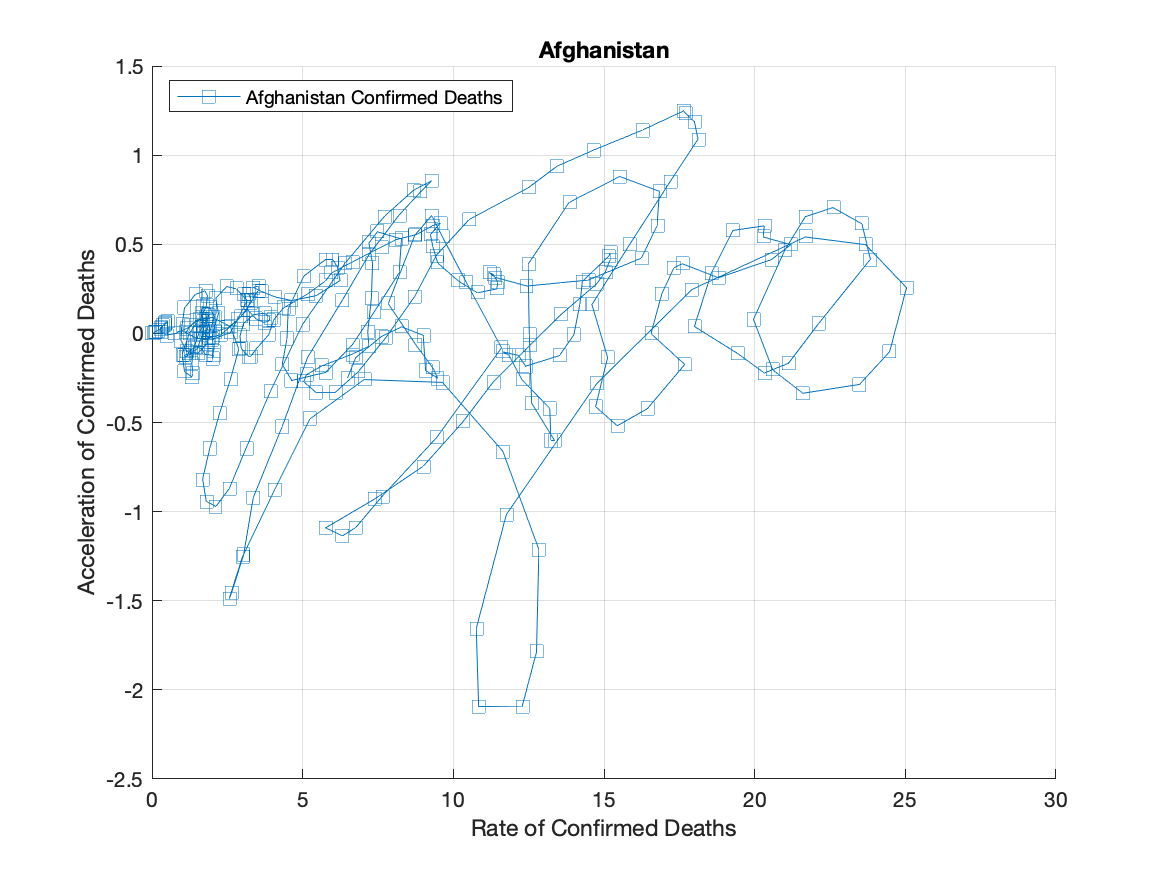 Afghanistan
Afghanistan Confirmed Deaths
1.5
1
0.5
0
-0.5
-1
-1.5
-2
-2.5
Acceleration of Confirmed Deaths
0 5 10 15 20 25 30
Rate of Confirmed Deaths